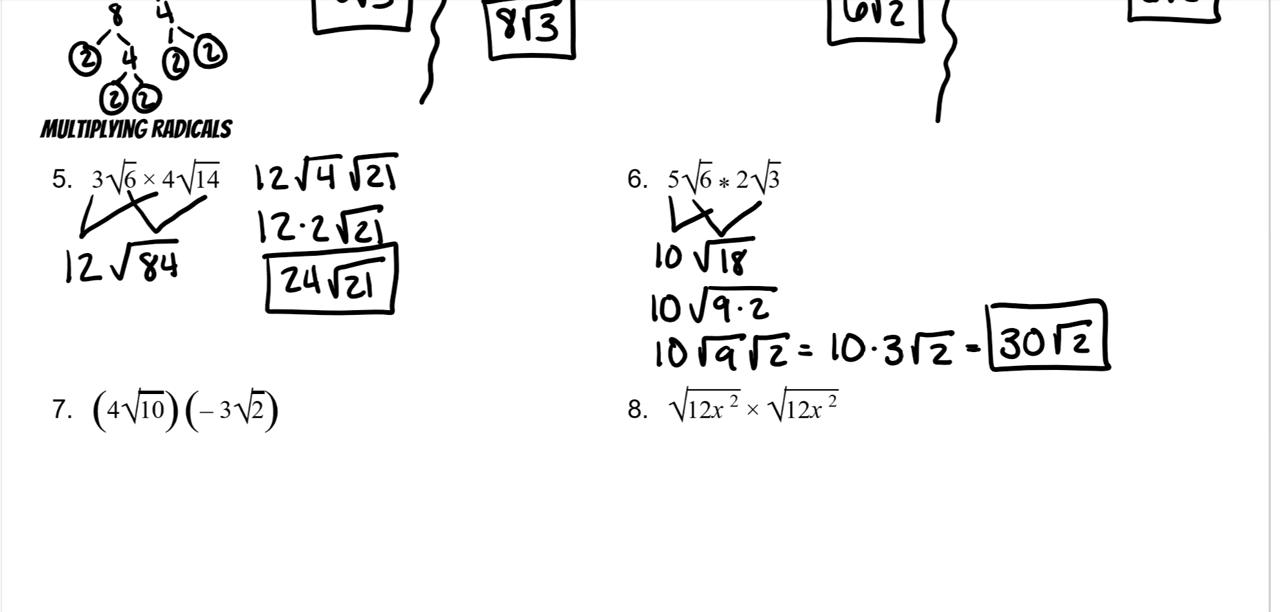 8 4
8√3
6√2
2 4 2 2
2 2
MULTIPLYING RADICALS
5. 3√6 × 4√14
12√4 √21
12·2√21
12√84
24√21
6. 5√6 * 2√3
10√18
10√9·2
10√9√2 = 10·3√2 = 30√2
7. (4√10)(−3√2)
8. √12x² × √12x²